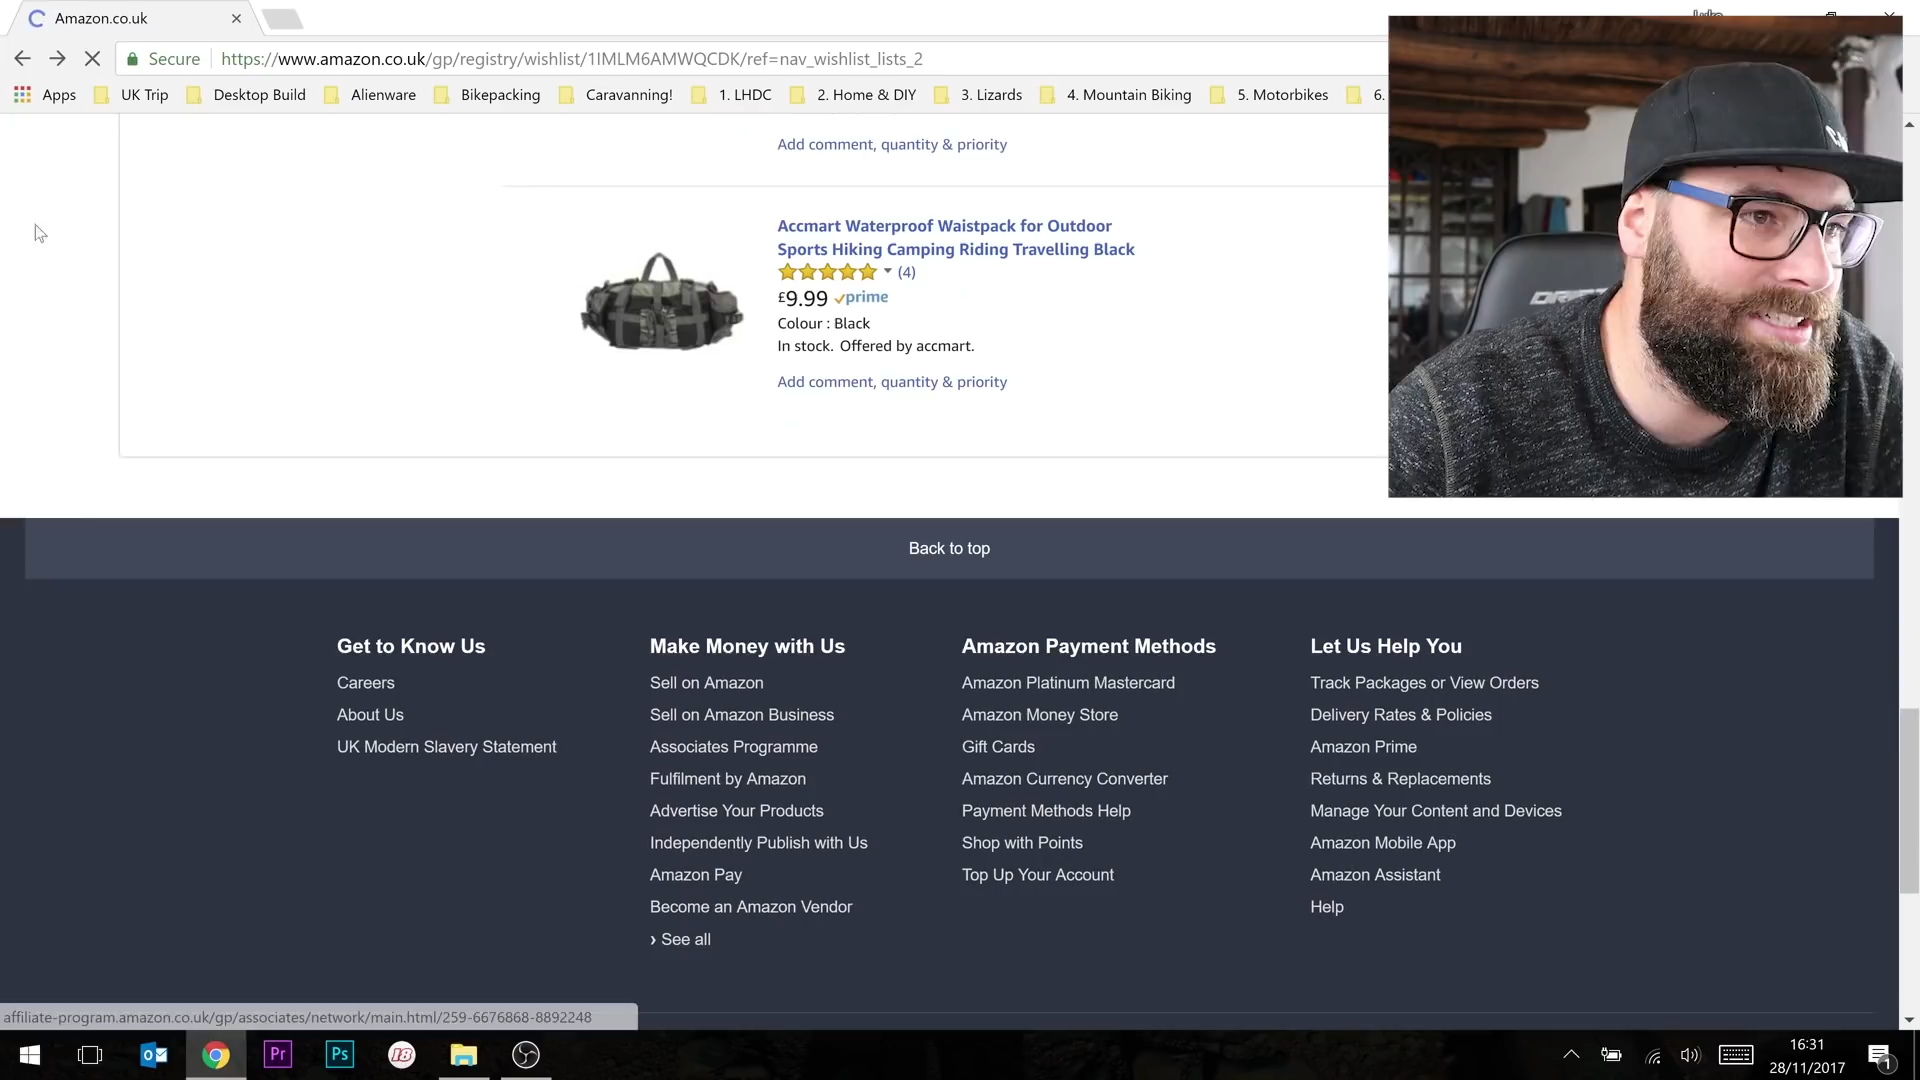 Amazon.co.uk
Secure https://www.amazon.co.uk/gp/registry/wishlist/1IMLM6AMWQCDK/ref=nav_wishlist_lists_2
Apps UK Trip Desktop Build Alienware Bikepacking Caravanning! 1. LHDC 2. Home & DIY 3. Lizards 4. Mountain Biking 5. Motorbikes 6.
Add comment, quantity & priority
Accmart Waterproof Waistpack for Outdoor
Sports Hiking Camping Riding Travelling Black
(4)
£9.99 prime
Colour : Black
In stock. Offered by accmart.
Add comment, quantity & priority
Back to top
Get to Know Us
Careers
About Us
UK Modern Slavery Statement
Make Money with Us
Sell on Amazon
Sell on Amazon Business
Associates Programme
Fulfilment by Amazon
Advertise Your Products
Independently Publish with Us
Amazon Pay
Become an Amazon Vendor
› See all
Amazon Payment Methods
Amazon Platinum Mastercard
Amazon Money Store
Gift Cards
Amazon Currency Converter
Payment Methods Help
Shop with Points
Top Up Your Account
Let Us Help You
Track Packages or View Orders
Delivery Rates & Policies
Amazon Prime
Returns & Replacements
Manage Your Content and Devices
Amazon Mobile App
Amazon Assistant
Help
affiliate-program.amazon.co.uk/gp/associates/network/main.html/259-6676868-8892248
Pr Ps 18
16:31
28/11/2017
1